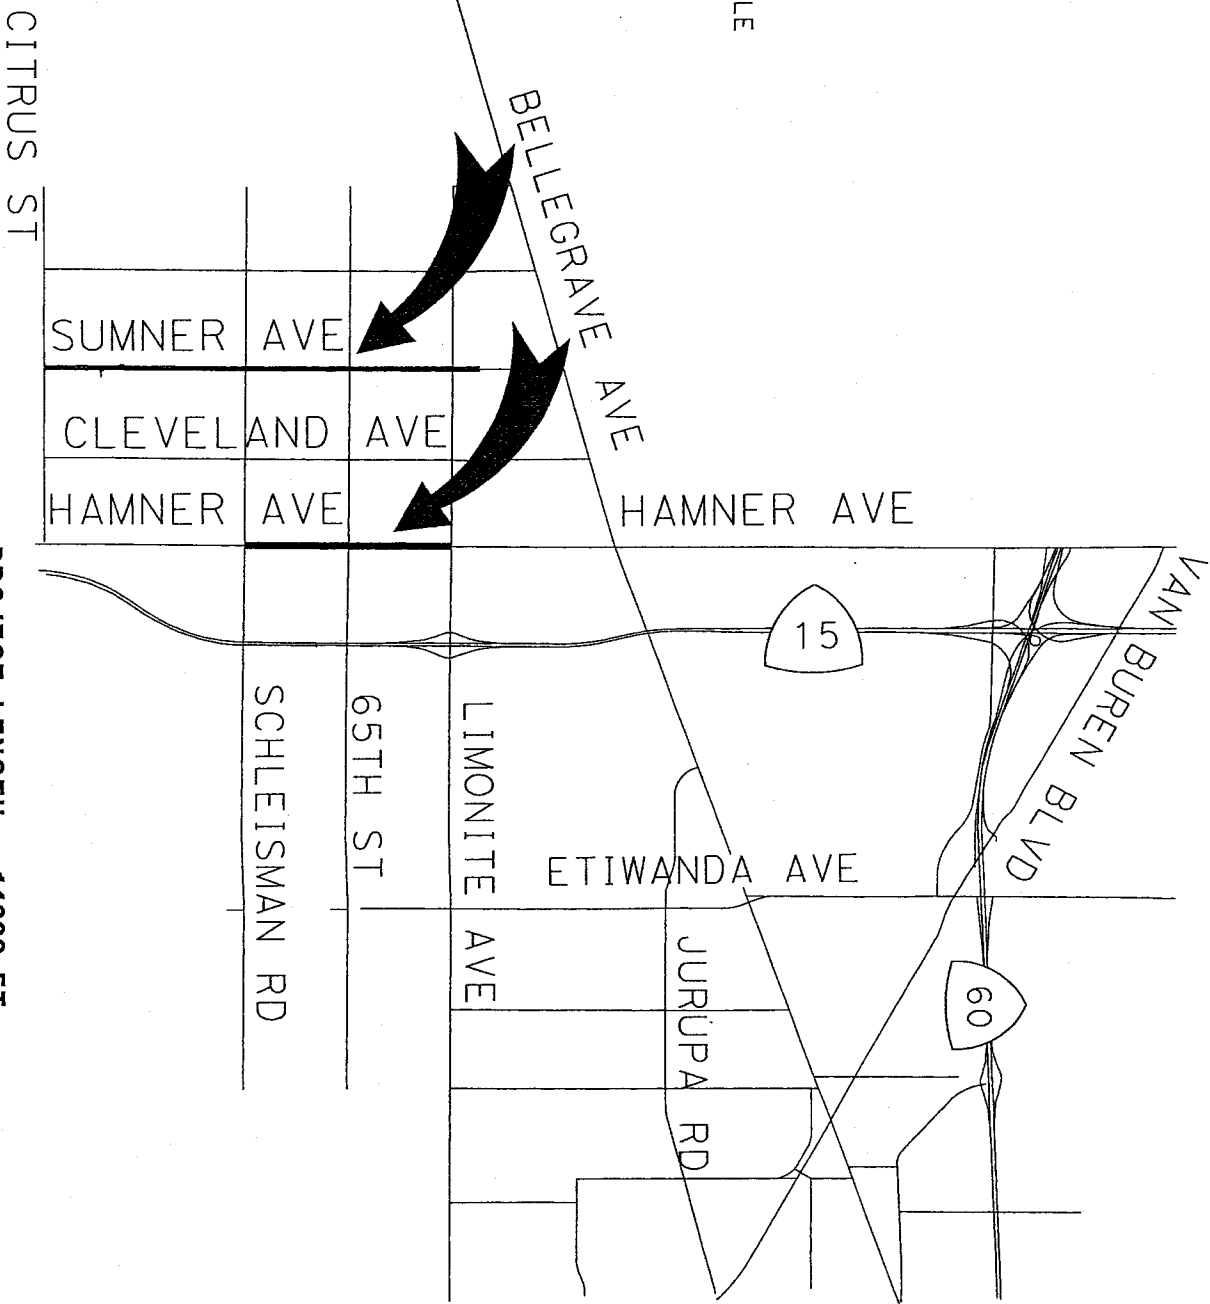 LE
CITRUS ST
BELLEGRAVE AVE
SUMNER AVE
CLEVELAND AVE
HAMNER AVE
HAMNER AVE
VAN BUREN BLVD
15
SCHLEISMAN RD
65TH ST
LIMONITE AVE
ETIWANDA AVE
JURUPA RD
60